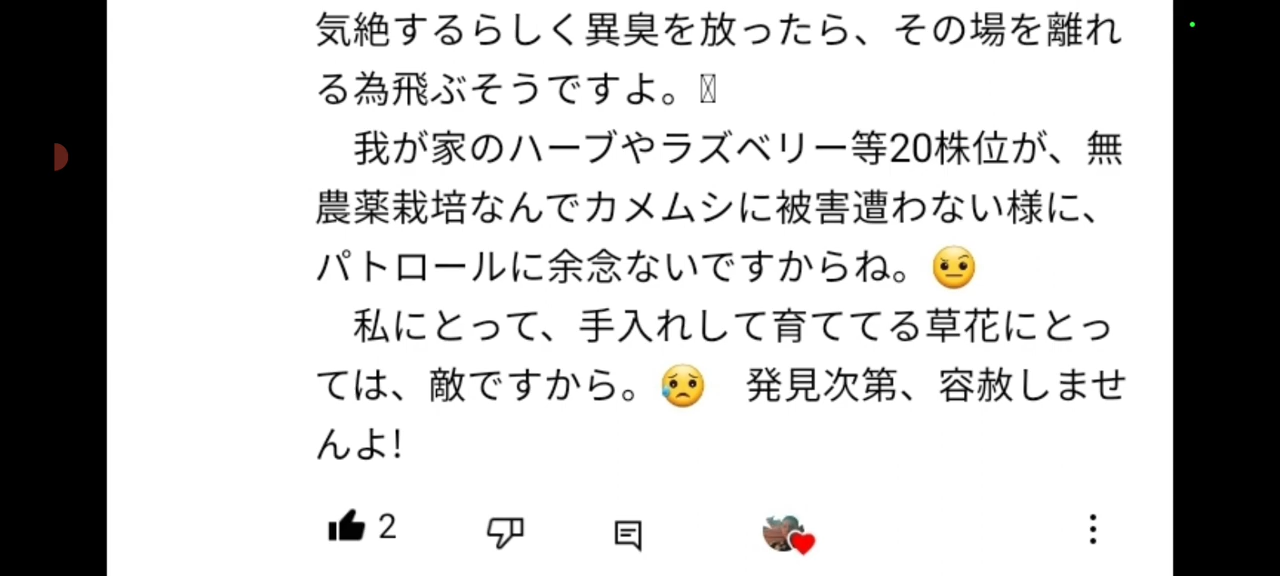 気絶するらしく異臭を放ったら、その場を離れ
る為飛ぶそうですよ。
我が家のハーブやラズベリー等20株位が、無
農薬栽培なんでカメムシに被害遭わない様に、
パトロールに余念ないですからね。🤨
私にとって、手入れして育ててる草花にとっ
ては、敵ですから。😥 発見次第、容赦しませ
んよ!
2